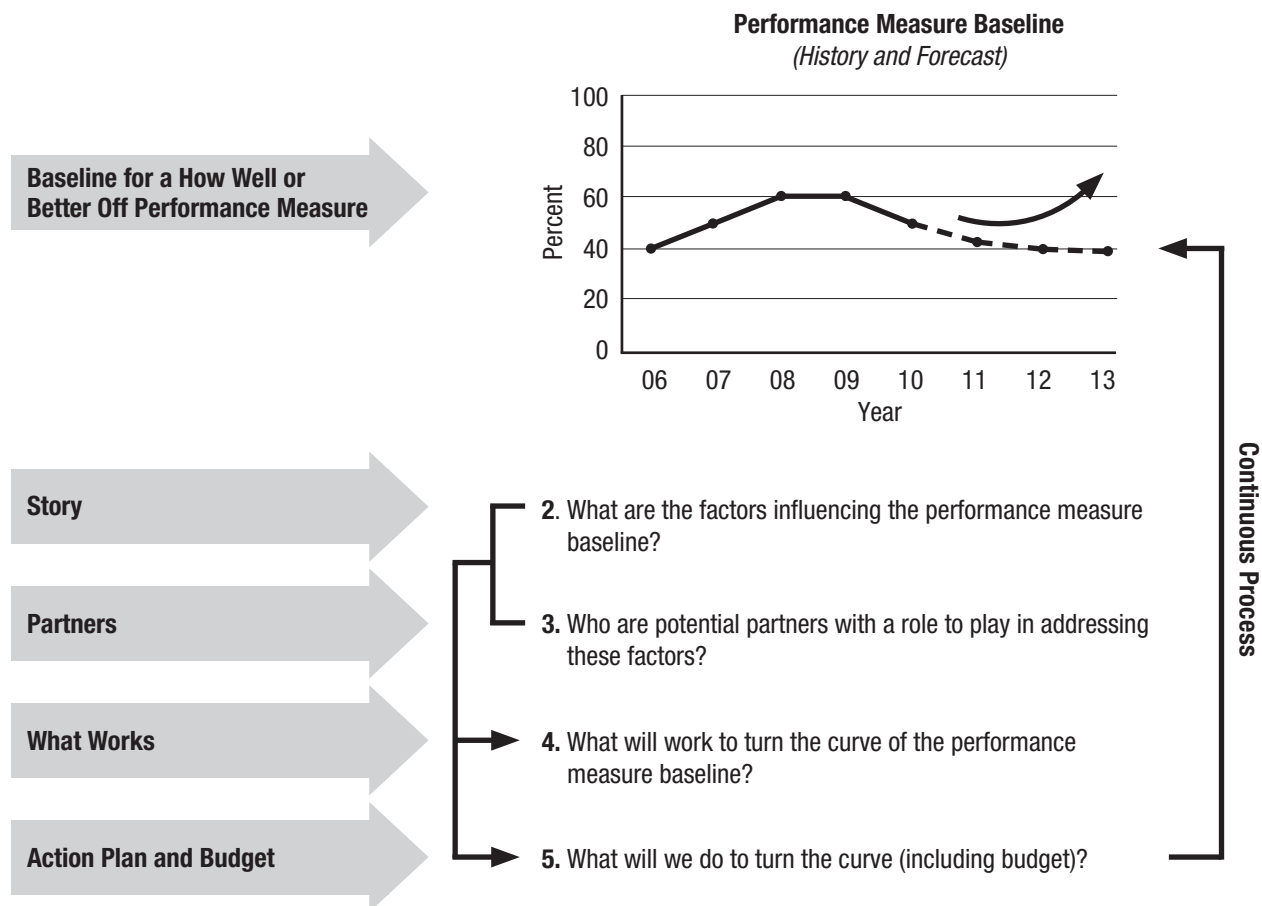 Performance Measure Baseline
(History and Forecast)
Baseline for a How Well or
Better Off Performance Measure
Percent
100
80
60
40
20
0
06 07 08 09 10 11 12 13
Year
Continuous Process
Story
2. What are the factors influencing the performance measure
baseline?
Partners
3. Who are potential partners with a role to play in addressing
these factors?
What Works
4. What will work to turn the curve of the performance
measure baseline?
Action Plan and Budget
5. What will we do to turn the curve (including budget)?